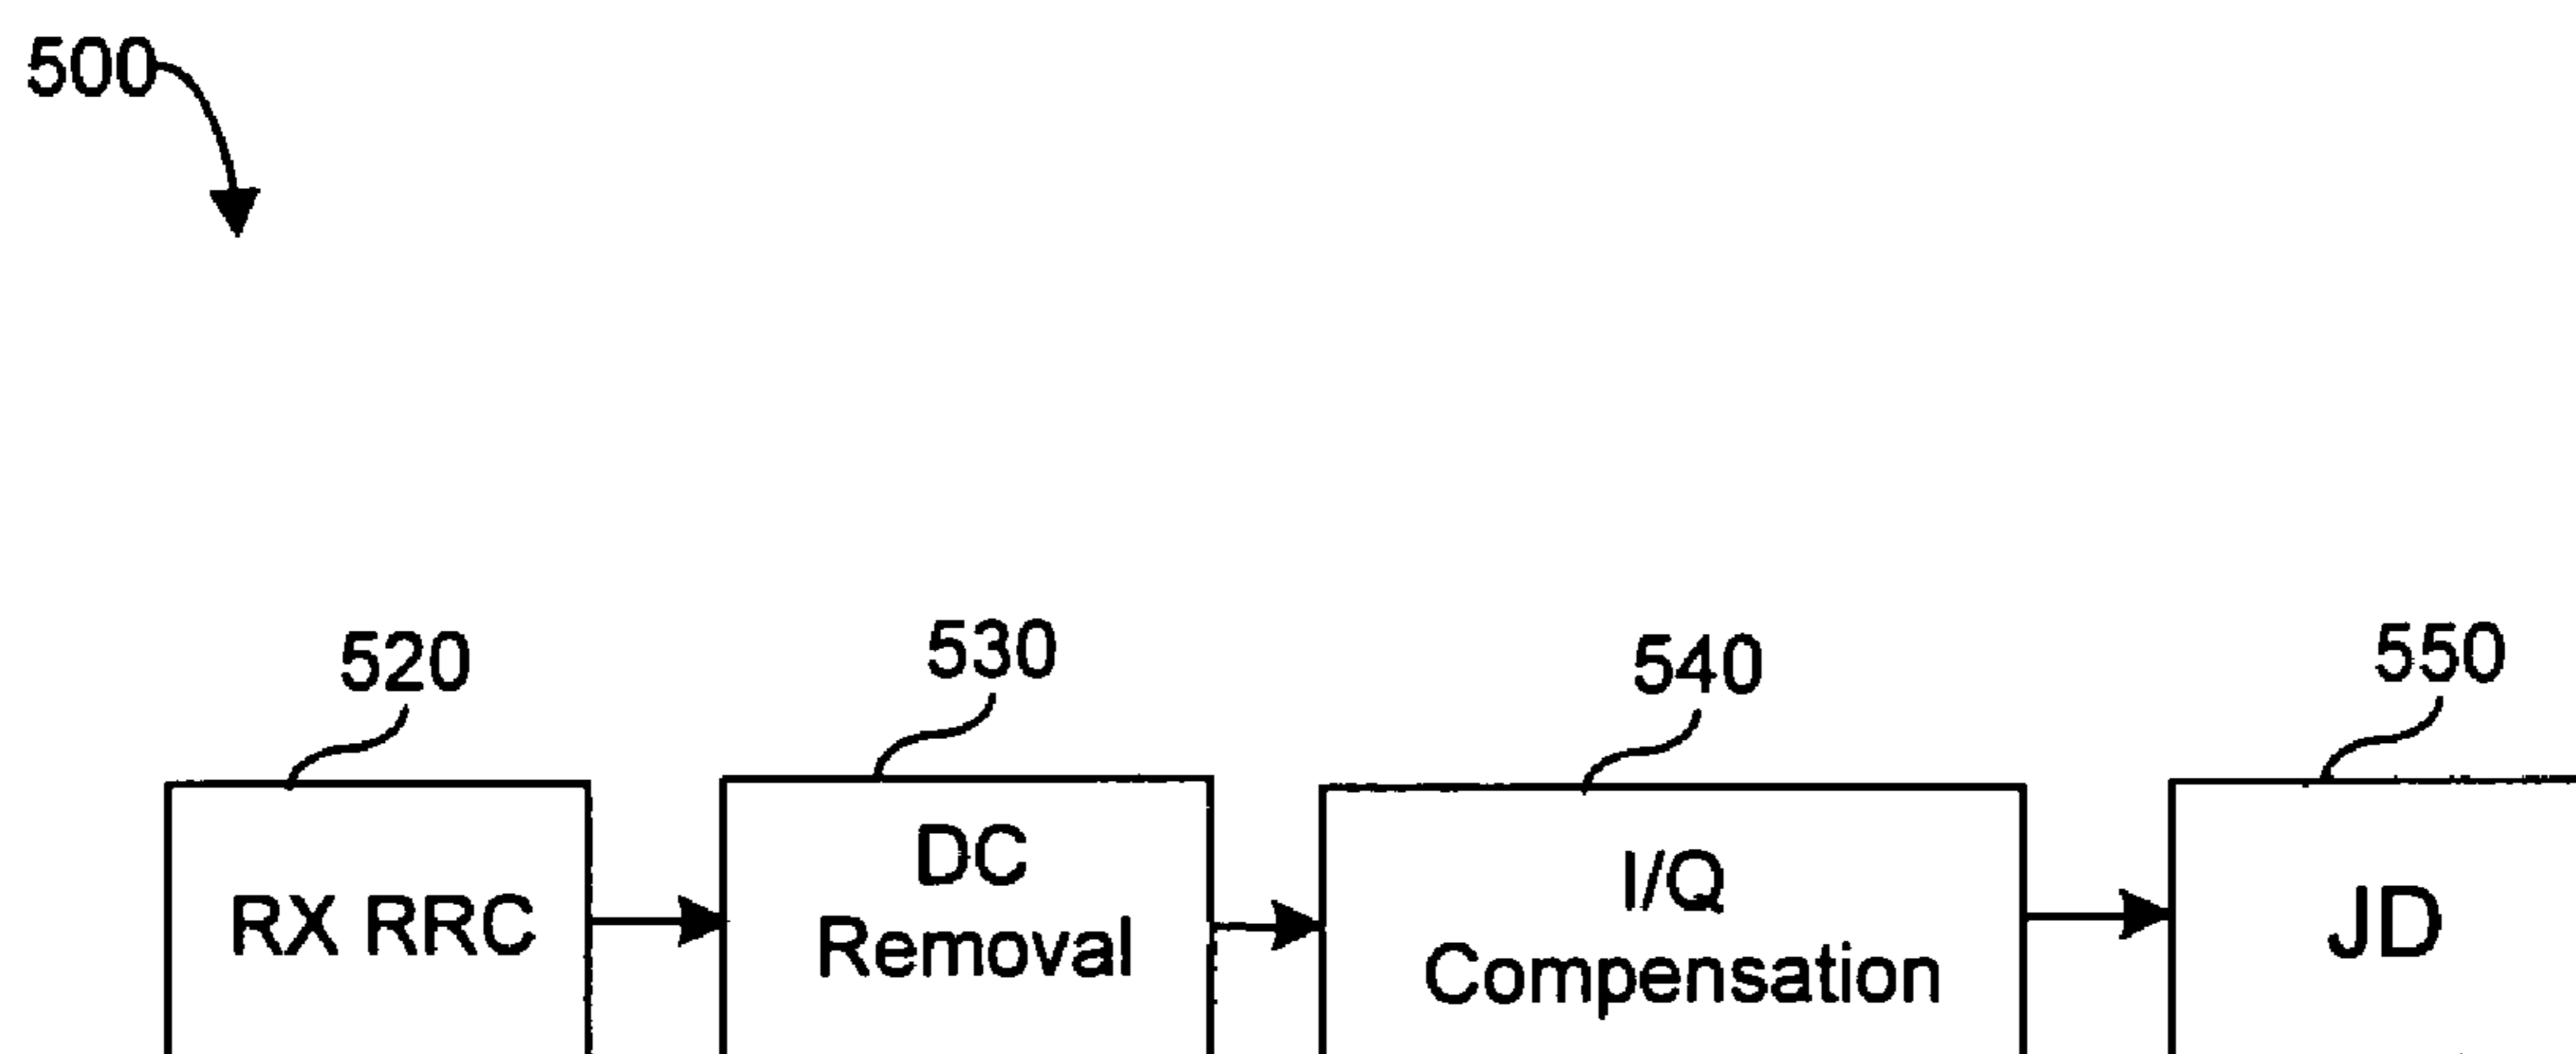 500
520
530
540
550
RX RRC
DC
Removal
I/Q
Compensation
JD